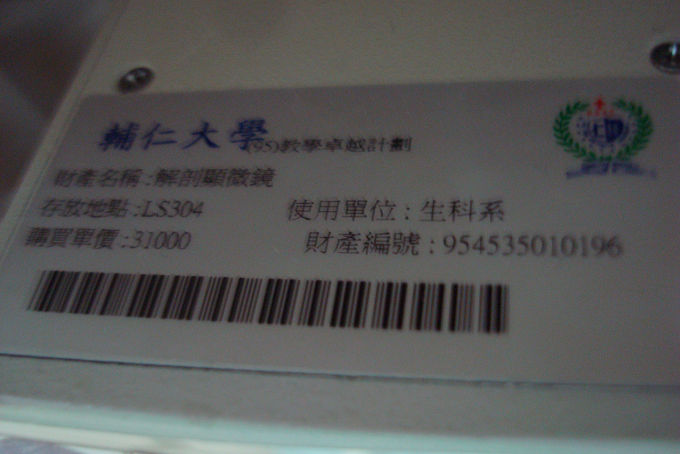 輔仁大學(95)教學卓越計劃
財產名稱:解剖顯微鏡
存放地點:LS304 使用單位:生科系
購買單價:31000 財產編號:954535010196